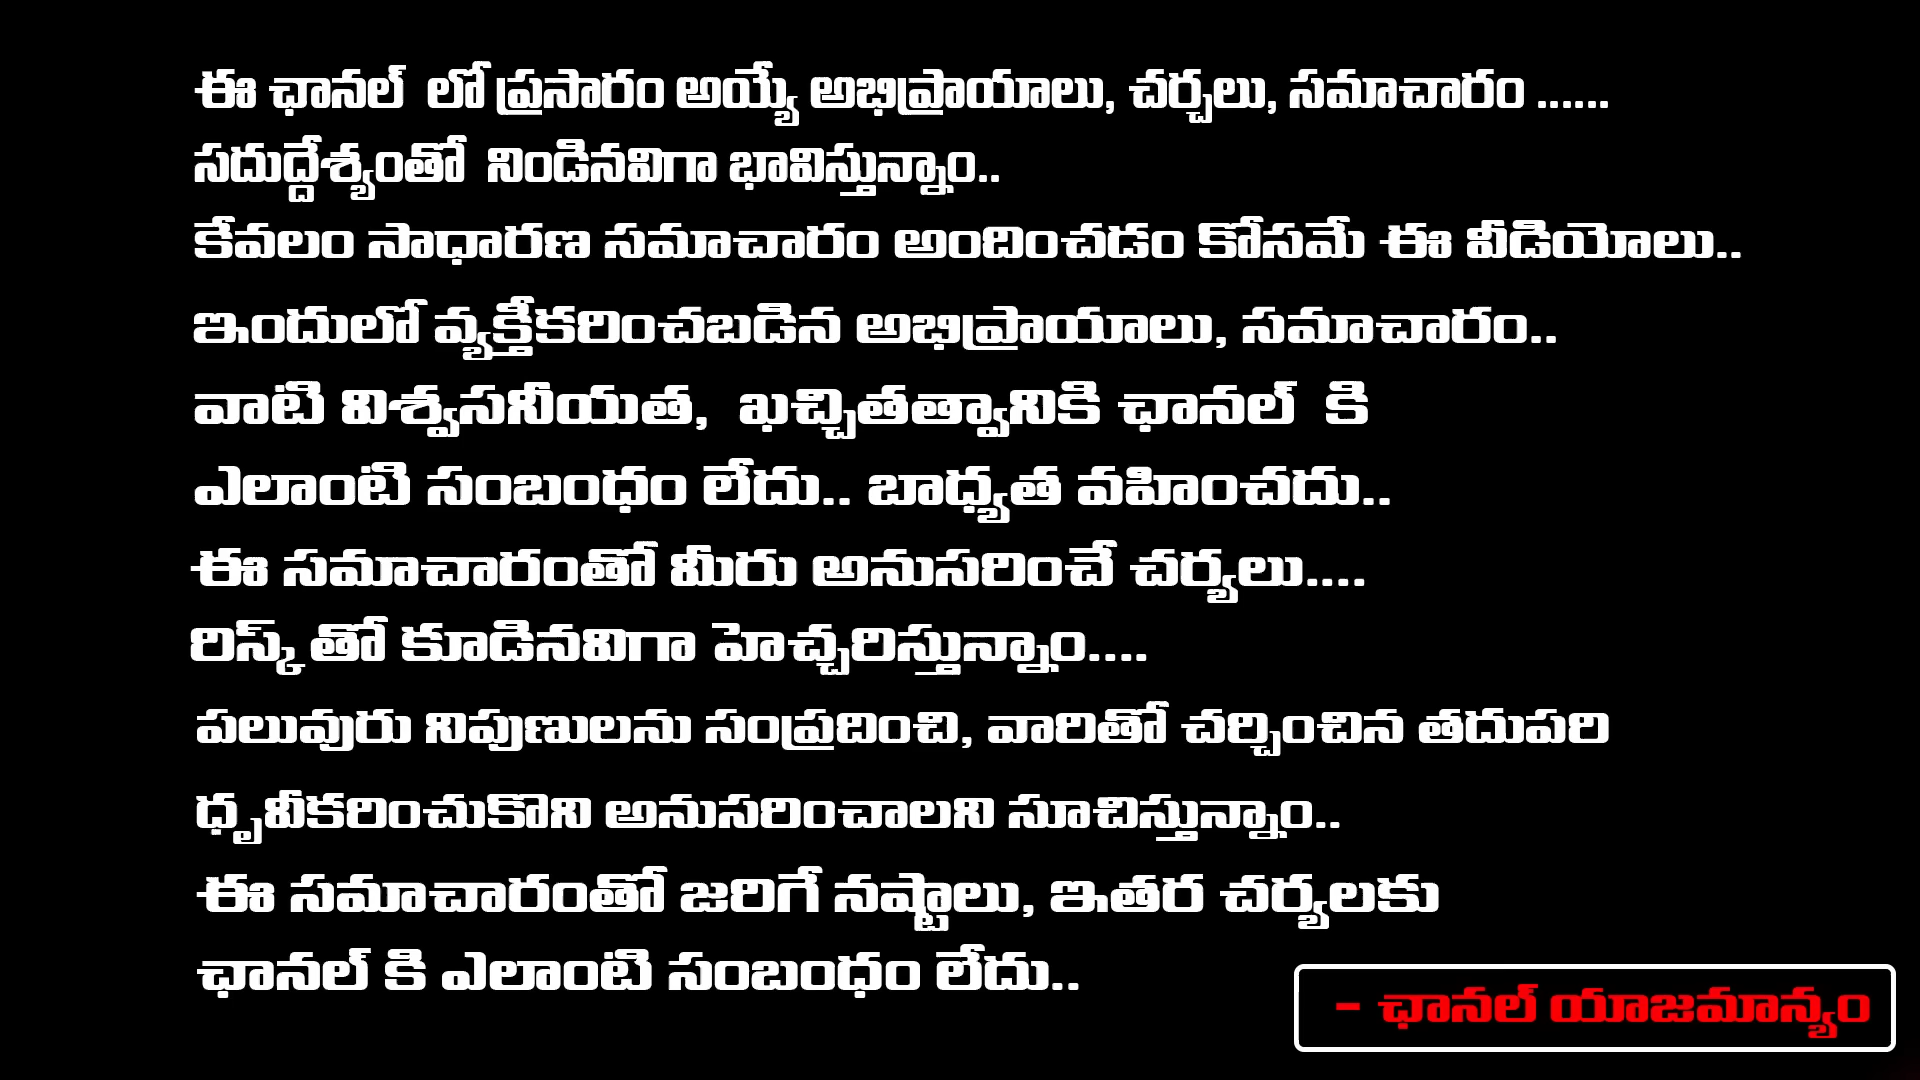 ఈ ఛానల్ లో ప్రసారం అయ్యే అభిప్రాయాలు, చర్చలు, సమాచారం ......
సదుద్దేశ్యంతో నిండినవిగా భావిస్తున్నాం..
కేవలం సాధారణ సమాచారం అందించడం కోసమే ఈ వీడియోలు..
ఇందులో వ్యక్తీకరించబడిన అభిప్రాయాలు, సమాచారం..
వాటి విశ్వసనీయత, ఖచ్చితత్వానికి ఛానల్ కి
ఎలాంటి సంబంధం లేదు.. బాధ్యత వహించదు..
ఈ సమాచారంతో మీరు అనుసరించే చర్యలు....
రిస్క్ తో కూడినవిగా హెచ్చరిస్తున్నాం....
పలువురు నిపుణులను సంప్రదించి, వారితో చర్చించిన తదుపరి
ధృవీకరించుకొని అనుసరించాలని సూచిస్తున్నాం..
ఈ సమాచారంతో జరిగే నష్టాలు, ఇతర చర్యలకు
ఛానల్ కి ఎలాంటి సంబంధం లేదు..
- ఛానల్ యాజమాన్యం